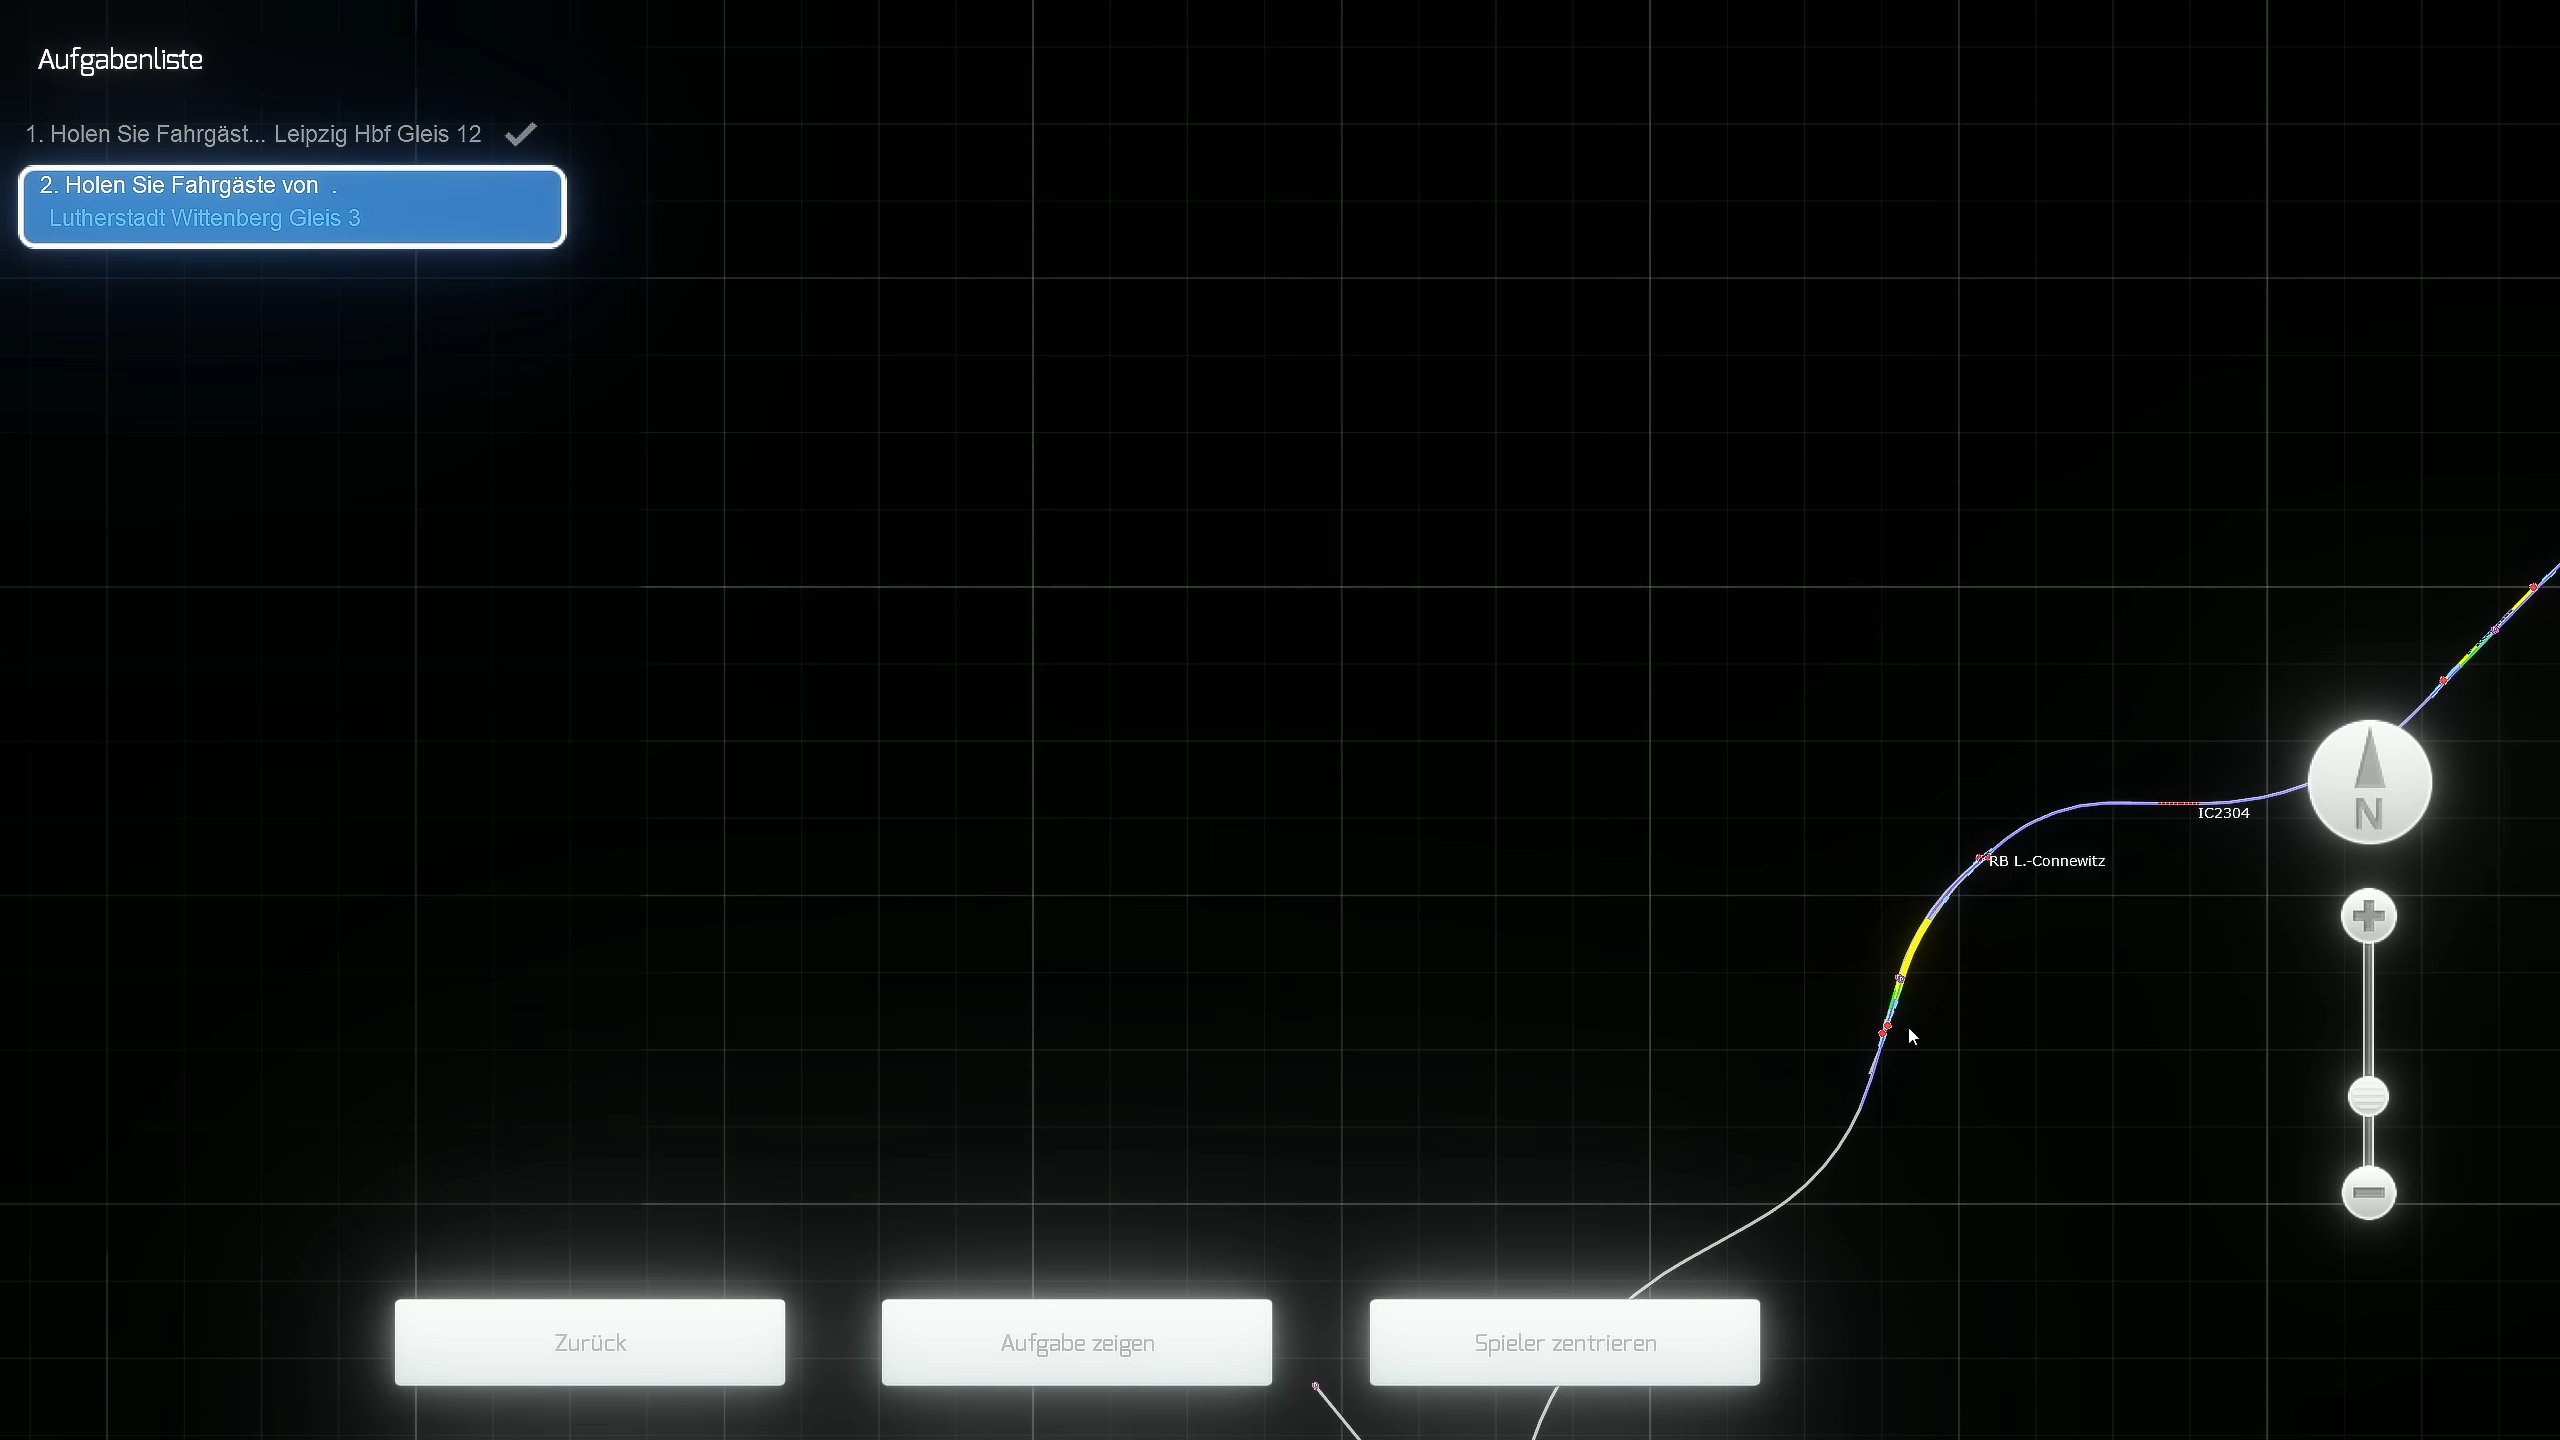 Aufgabenliste
1. Holen Sie Fahrgäst... Leipzig Hbf Gleis 12
2. Holen Sie Fahrgäste von .
Lutherstadt Wittenberg Gleis 3
N
IC2304
RB L.-Connewitz
Zurück
Aufgabe zeigen
Spieler zentrieren